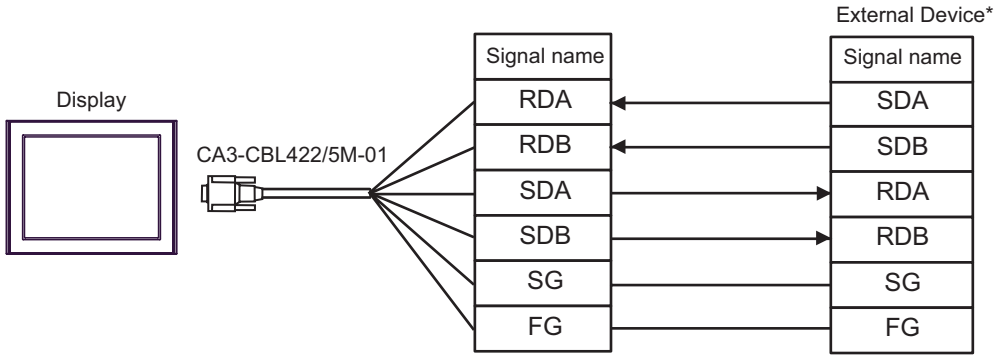 External Device*
Signal name
Signal name
Display
CA3-CBL422/5M-01
RDA
SDA
RDB
SDB
SDA
RDA
SDB
RDB
SG
SG
FG
FG